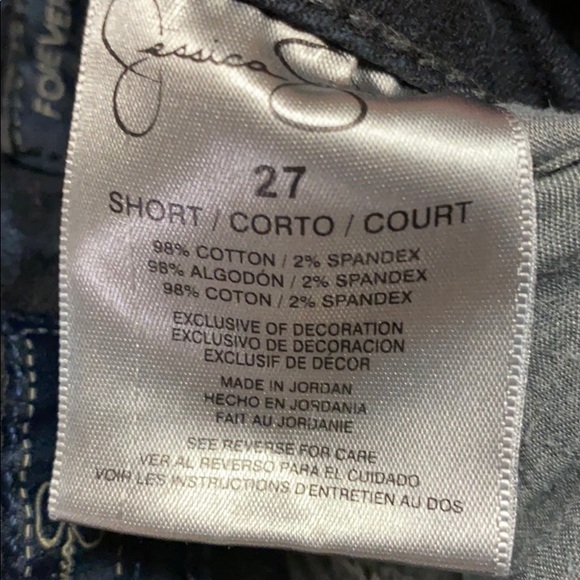 Jessica
27
SHORT / CORTO / COURT
98% COTTON / 2% SPANDEX
98% ALGODÓN / 2% SPANDEX
98% COTON / 2% SPANDEX
EXCLUSIVE OF DECORATION
EXCLUSIVO DE DECORACION
EXCLUSIF DE DÉCOR
MADE IN JORDAN
HECHO EN JORDANIA
FAIT AU JORDANIE
SEE REVERSE FOR CARE
VER AL REVERSO PARA EL CUIDADO
VOIR LES INSTRUCTIONS D'ENTRETIEN AU DOS